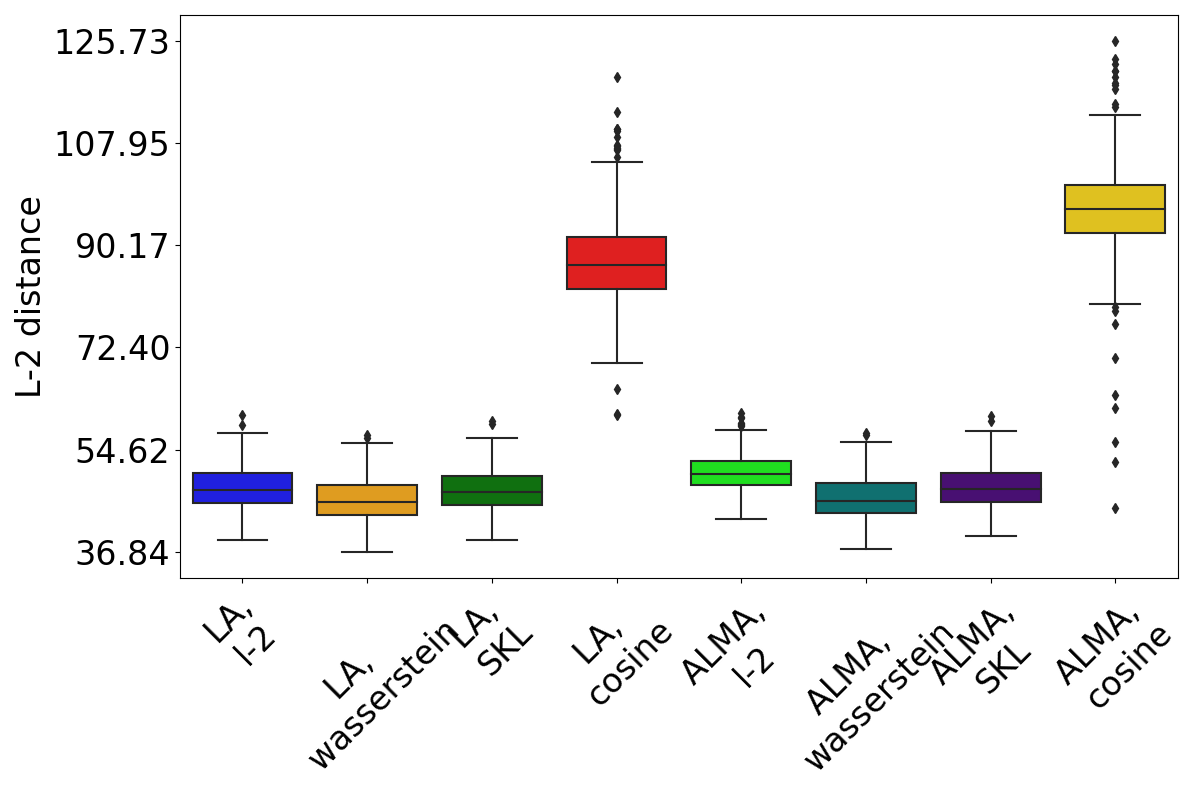 125.73
107.95
90.17
72.40
54.62
36.84
L-2 distance
LA,
l-2
LA,
wasserstein
LA,
SKL
LA,
cosine
ALMA,
l-2
ALMA,
wasserstein
ALMA,
SKL
ALMA,
cosine